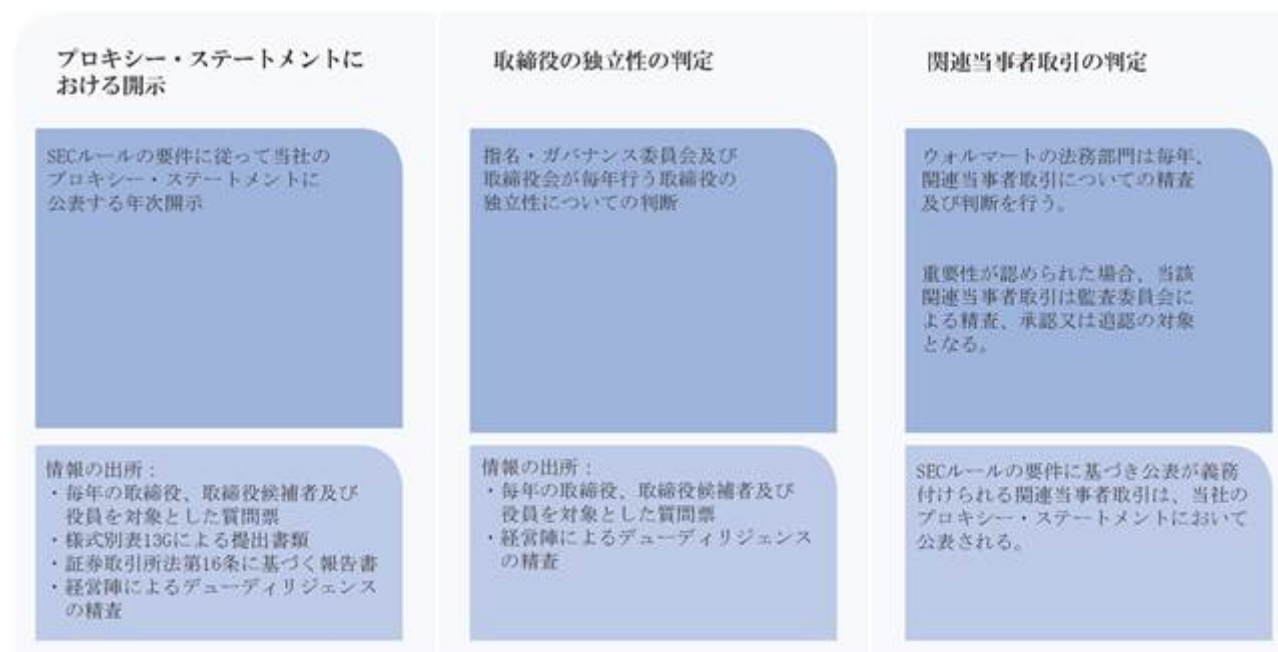 プロキシー・ステートメントに
おける開示
SECルールの要件に従って当社の
プロキシー・ステートメントに
公表する年次開示
情報の出所：
・毎年の取締役、取締役候補者及び
役員を対象とした質問票
・様式別表13Gによる提出書類
・証券取引所法第16条に基づく報告書
・経営陣によるデューディリジェンス
の精査
取締役の独立性の判定
指名・ガバナンス委員会及び
取締役会が毎年行う取締役の
独立性についての判断
情報の出所：
・毎年の取締役、取締役候補者及び
役員を対象とした質問票
・経営陣によるデューディリジェンス
の精査
関連当事者取引の判定
ウォルマートの法務部門は毎年、
関連当事者取引についての精査
及び判断を行う。
重要性が認められた場合、当該
関連当事者取引は監査委員会に
よる精査、承認又は追認の対象
となる。
SECルールの要件に基づき公表が義務
付けられる関連当事者取引は、当社の
プロキシー・ステートメントにおいて
公表される。